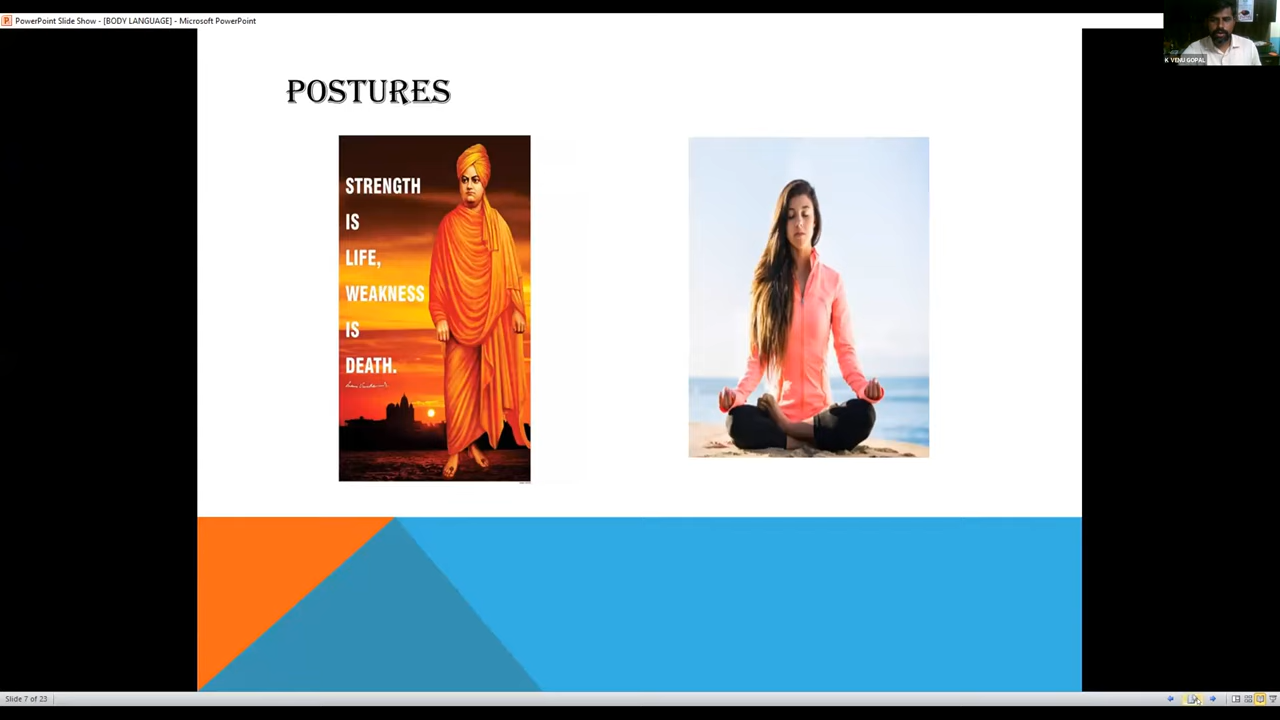 PowerPoint Slide Show - [BODY LANGUAGE] - Microsoft PowerPoint
K VENU GOPAL
POSTURES
STRENGTH
IS
LIFE,
WEAKNESS
IS
DEATH.
Slide 7 of 23